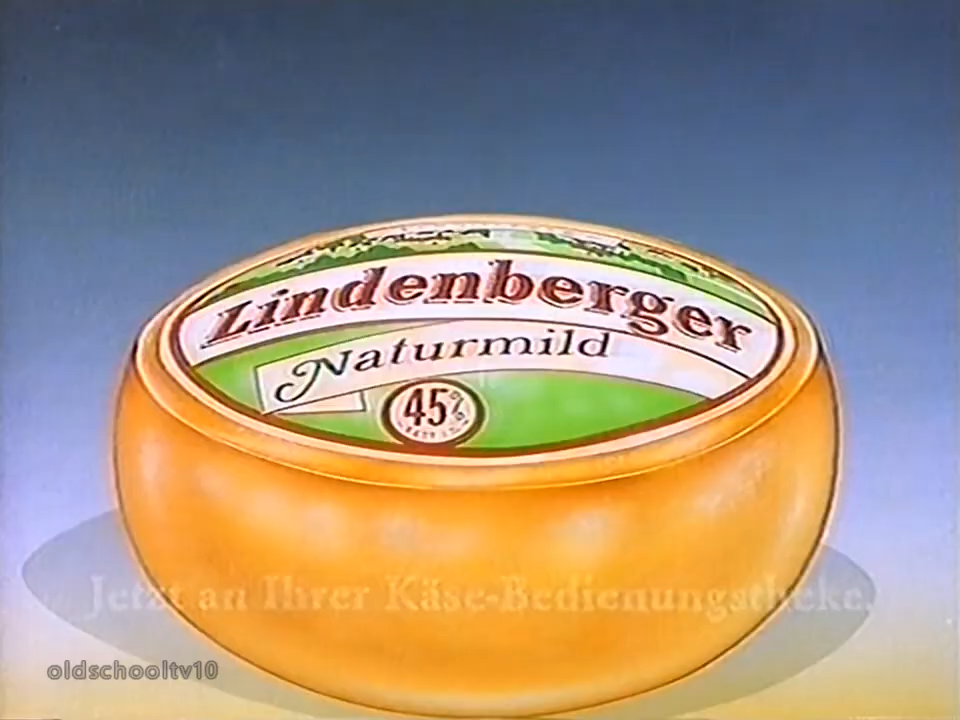 Lindenberger
Naturmild
45%
Jetzt an Ihrer Käse-Bedienungstheke.
oldschooltv10